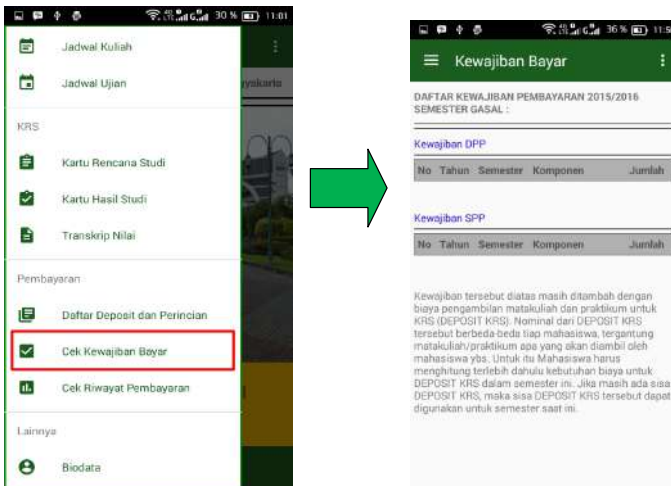 30 % 11:01
Jadwal Kuliah
Jadwal Ujian
KRS
Kartu Rencana Studi
Kartu Hasil Studi
Transkrip Nilai
Pembayaran
Daftar Deposit dan Perincian
Cek Kewajiban Bayar
Cek Riwayat Pembayaran
Lainnya
Biodata
36 % 11:5
Kewajiban Bayar
DAFTAR KEWAJIBAN PEMBAYARAN 2015/2016
SEMESTER GASAL :
Kewajiban DPP
No Tahun Semester Komponen Jumlah
Kewajiban SPP
No Tahun Semester Komponen Jumlah
Kewajiban tersebut diatas masih ditambah dengan
biaya pengambilan matakuliah dan praktikum untuk
KRS (DEPOSIT KRS). Nominal dari DEPOSIT KRS
tersebut berbeda-beda tiap mahasiswa, tergantung
matakuliah/praktikum apa yang akan diambil oleh
mahasiswa ybs. Untuk itu Mahasiswa harus
menghitung terlebih dahulu kebutuhan biaya untuk
DEPOSIT KRS dalam semester ini. Jika masih ada sisa
DEPOSIT KRS, maka sisa DEPOSIT KRS tersebut dapat
digunakan untuk semester saat ini.